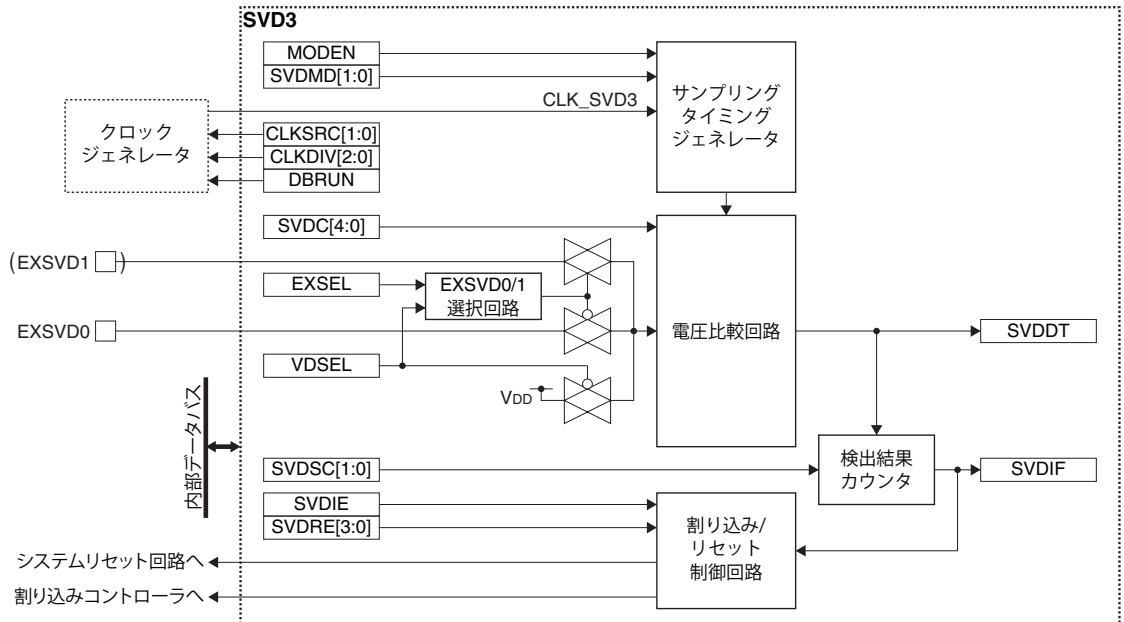 SVD3
MODEN
SVDMD[1:0]
CLK_SVD3
サンプリング
タイミング
ジェネレータ
クロック
ジェネレータ
CLKSRC[1:0]
CLKDIV[2:0]
DBRUN
SVDC[4:0]
(EXSVD1 )
EXSEL
EXSVD0/1
選択回路
EXSVD0
電圧比較回路
SVDDT
VDSEL
VDD
内部データバス
SVDSC[1:0]
検出結果
カウンタ
SVDIF
SVDIE
SVDRE[3:0]
割り込み/
リセット
制御回路
システムリセット回路へ
割り込みコントローラへ